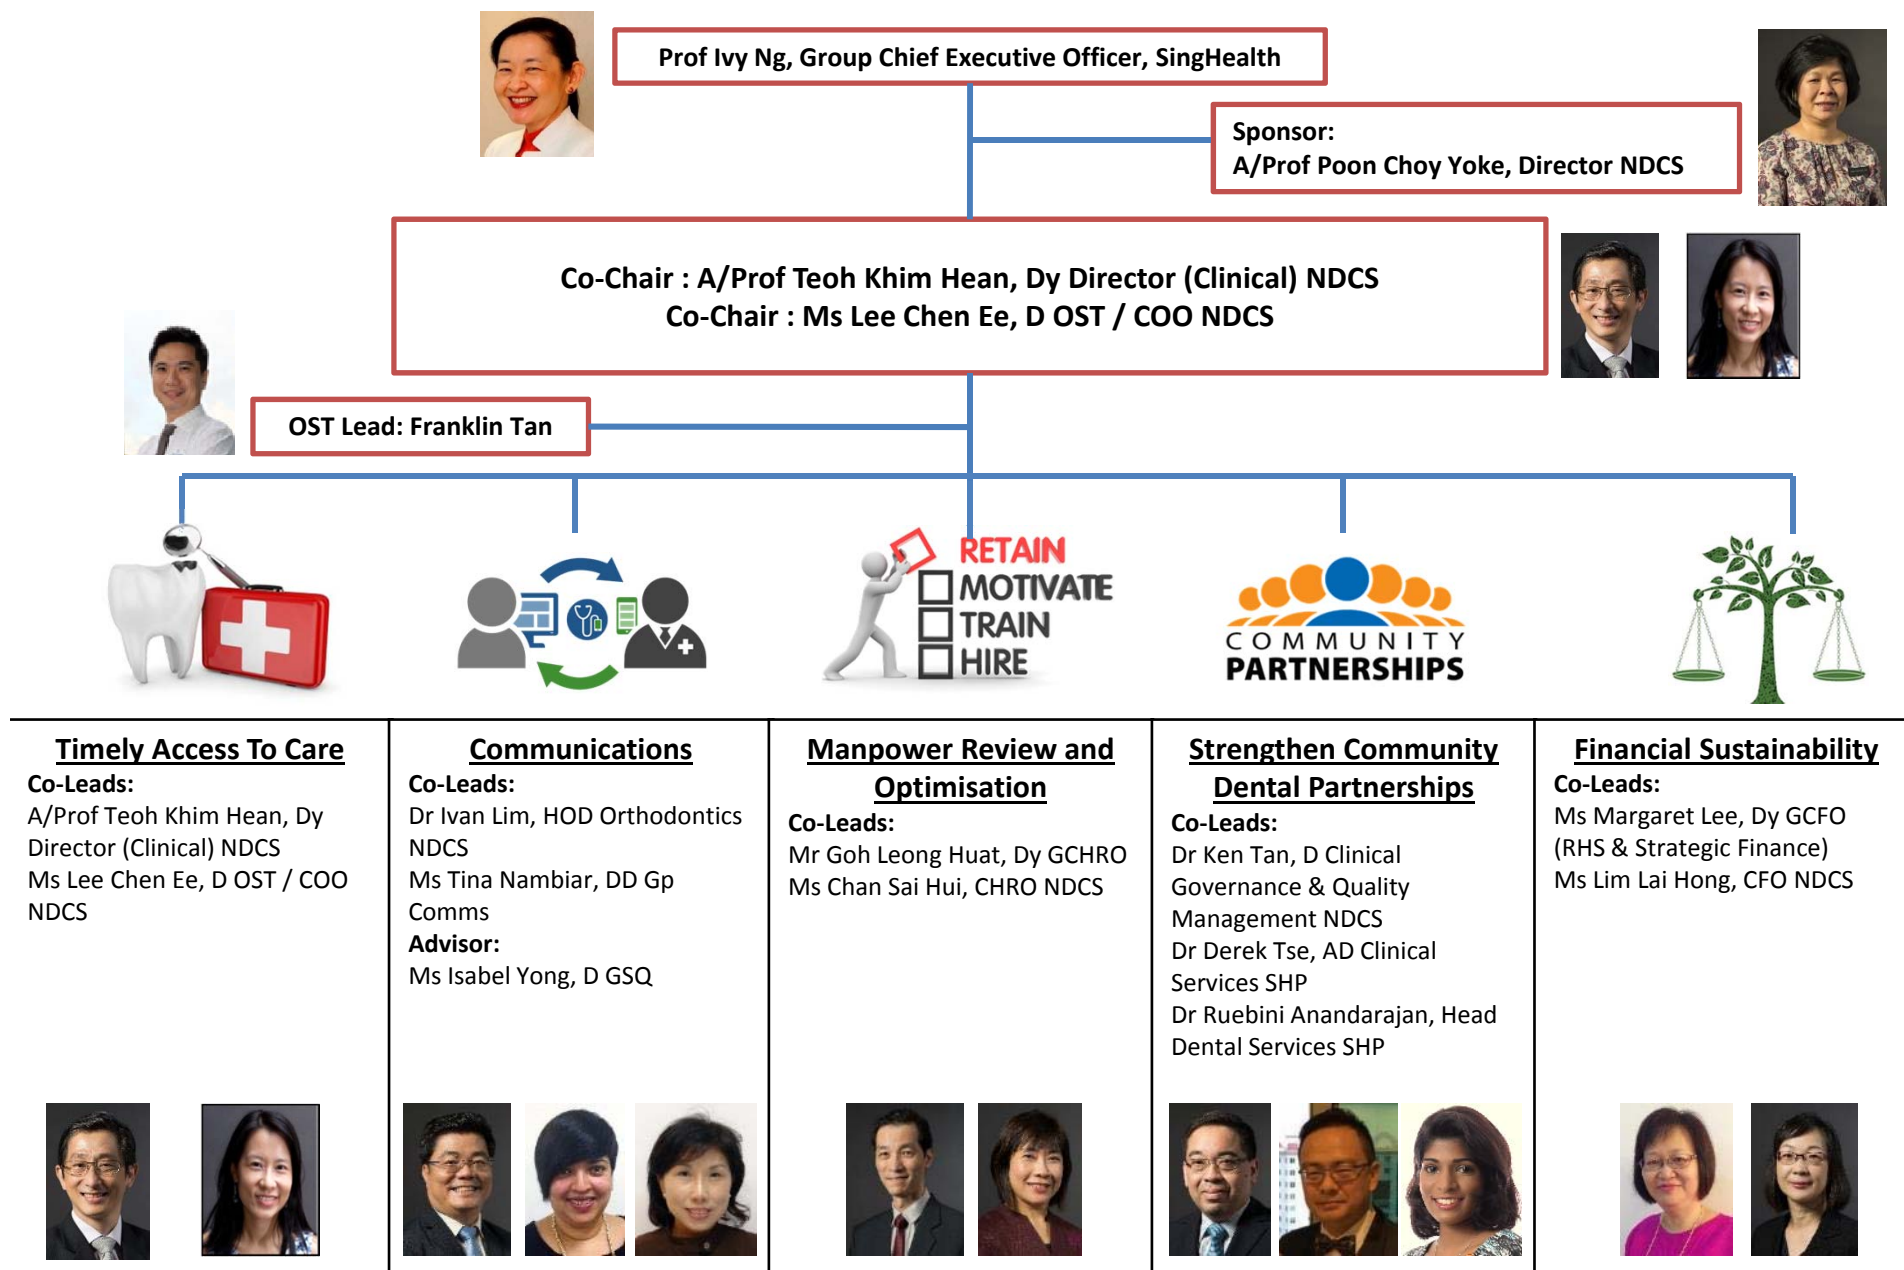 Prof Ivy Ng, Group Chief Executive Officer, SingHealth
Sponsor:
A/Prof Poon Choy Yoke, Director NDCS
Co-Chair : A/Prof Teoh Khim Hean, Dy Director (Clinical) NDCS
Co-Chair : Ms Lee Chen Ee, D OST / COO NDCS
OST Lead: Franklin Tan
RETAIN
MOTIVATE
TRAIN
HIRE
COMMUNITY
PARTNERSHIPS
Timely Access To Care
Co-Leads:
A/Prof Teoh Khim Hean, Dy
Director (Clinical) NDCS
Ms Lee Chen Ee, D OST / COO
NDCS
Communications
Co-Leads:
Dr Ivan Lim, HOD Orthodontics
NDCS
Ms Tina Nambiar, DD Gp
Comms
Advisor:
Ms Isabel Yong, D GSQ
Manpower Review and
Optimisation
Co-Leads:
Mr Goh Leong Huat, Dy GCHRO
Ms Chan Sai Hui, CHRO NDCS
Strengthen Community
Dental Partnerships
Co-Leads:
Dr Ken Tan, D Clinical
Governance & Quality
Management NDCS
Dr Derek Tse, AD Clinical
Services SHP
Dr Ruebini Anandarajan, Head
Dental Services SHP
Financial Sustainability
Co-Leads:
Ms Margaret Lee, Dy GCFO
(RHS & Strategic Finance)
Ms Lim Lai Hong, CFO NDCS